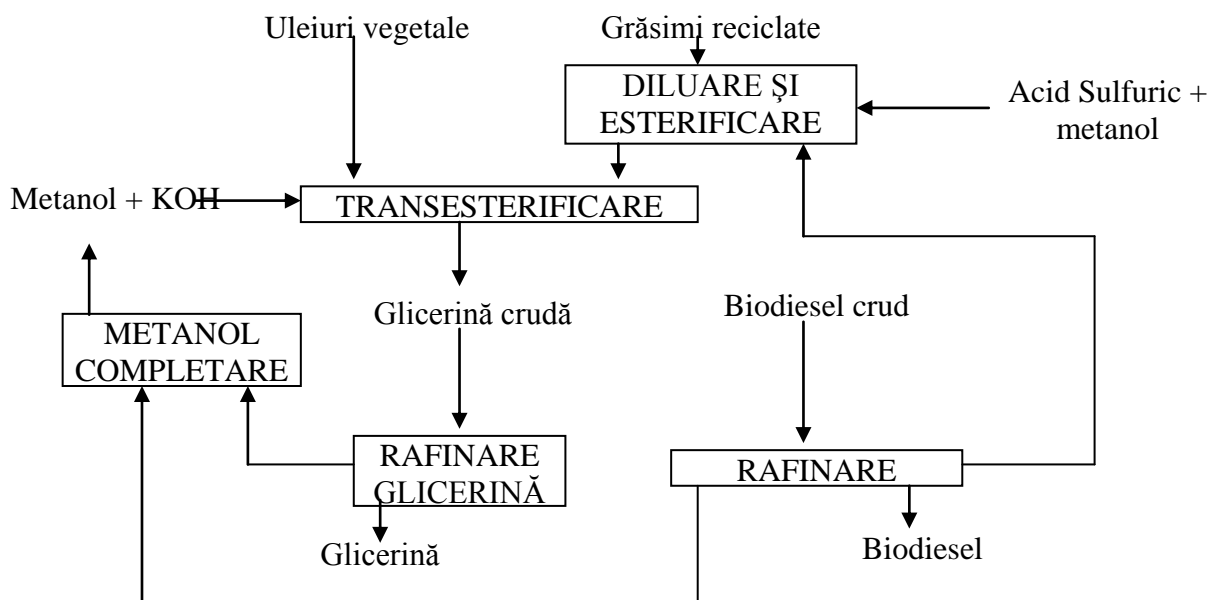 Uleiuri vegetale
Grăsimi reciclate
DILUARE ŞI
ESTERIFICARE
Acid Sulfuric +
metanol
Metanol + KOH
TRANSESTERIFICARE
Glicerină crudă
Biodiesel crud
METANOL
COMPLETARE
RAFINARE
GLICERINĂ
RAFINARE
Glicerină
Biodiesel